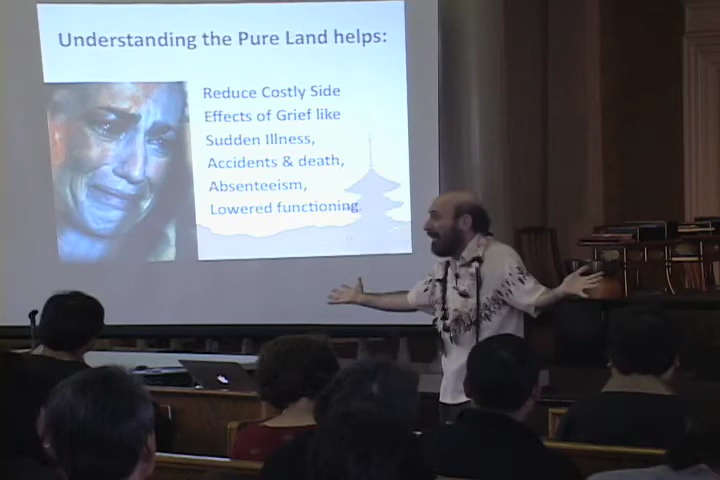 Understanding the Pure Land helps:
Reduce Costly Side
Effects of Grief like
Sudden Illness,
Accidents & death,
Absenteeism,
Lowered functioning